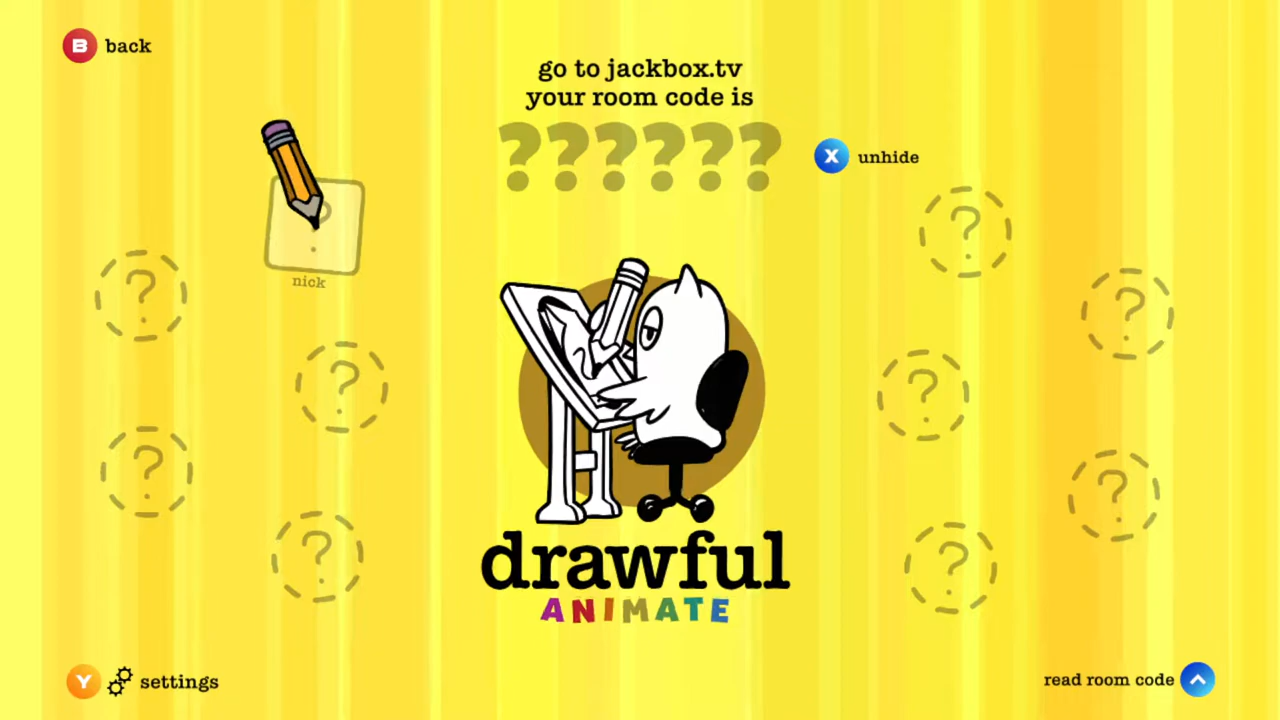 B back
go to jackbox.tv
your room code is
??????
X unhide
?
nick
?
?
?
?
?
?
?
?
?
drawful
ANIMATE
Y settings
read room code